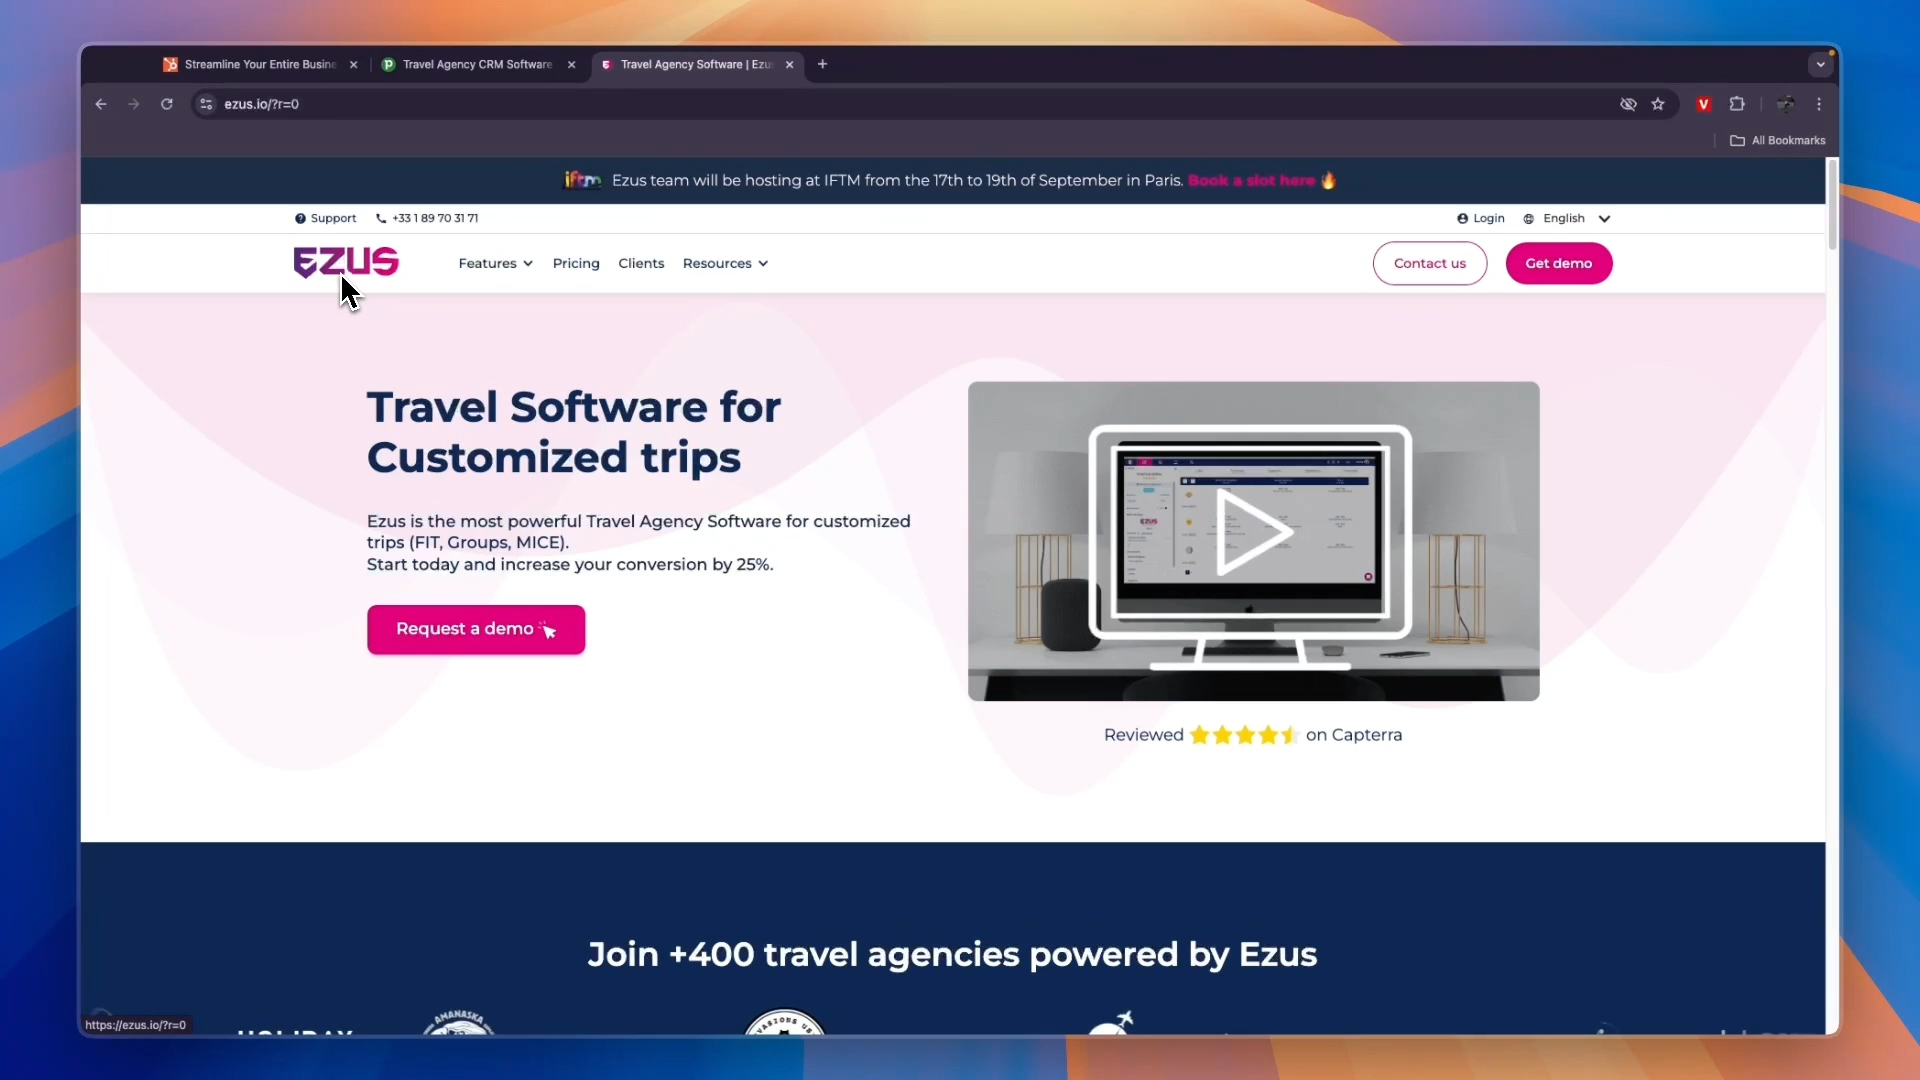 Streamline Your Entire Busine
Travel Agency CRM Software
Travel Agency Software | Ezu
ezus.io/?r=0
All Bookmarks
iftm Ezus team will be hosting at IFTM from the 17th to 19th of September in Paris. Book a slot here
Support +33 1 89 70 31 71
Login English
EZUS Features Pricing Clients Resources Contact us Get demo
Travel Software for
Customized trips
Ezus is the most powerful Travel Agency Software for customized
trips (FIT, Groups, MICE).
Start today and increase your conversion by 25%.
Request a demo
EZUS
Reviewed on Capterra
Join +400 travel agencies powered by Ezus
HOLIDAY
AMANASKA
https://ezus.io/?r=0